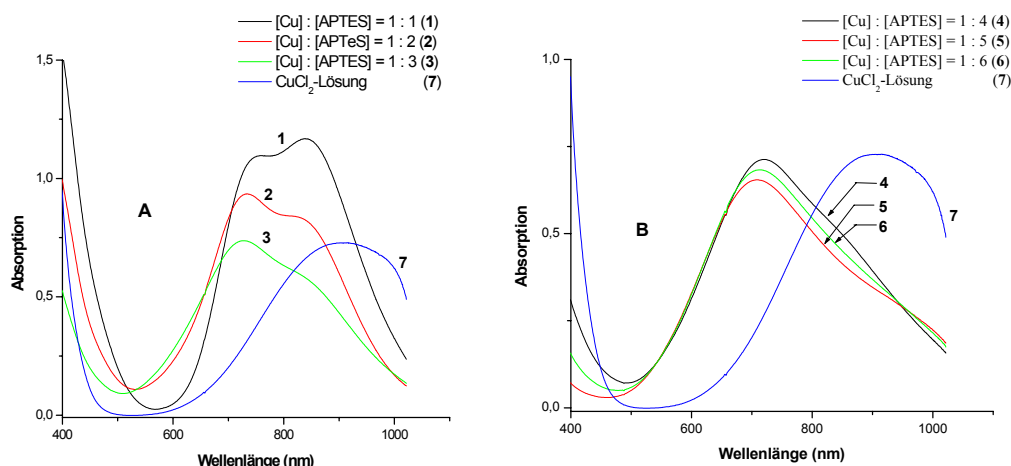 [Cu] : [APTES] = 1 : 1 (1)
[Cu] : [APTeS] = 1 : 2 (2)
[Cu] : [APTES] = 1 : 3 (3)
CuCl2-Lösung (7)
1,5
1,0
0,5
0,0
Absorption
A
1
2
3
7
400 600 800 1000
Wellenlänge (nm)
[Cu] : [APTES] = 1 : 4 (4)
[Cu] : [APTES] = 1 : 5 (5)
[Cu] : [APTES] = 1 : 6 (6)
CuCl2-Lösung (7)
1,0
0,5
0,0
Absorption
B
4
5
6
7
400 600 800 1000
Wellenlänge (nm)